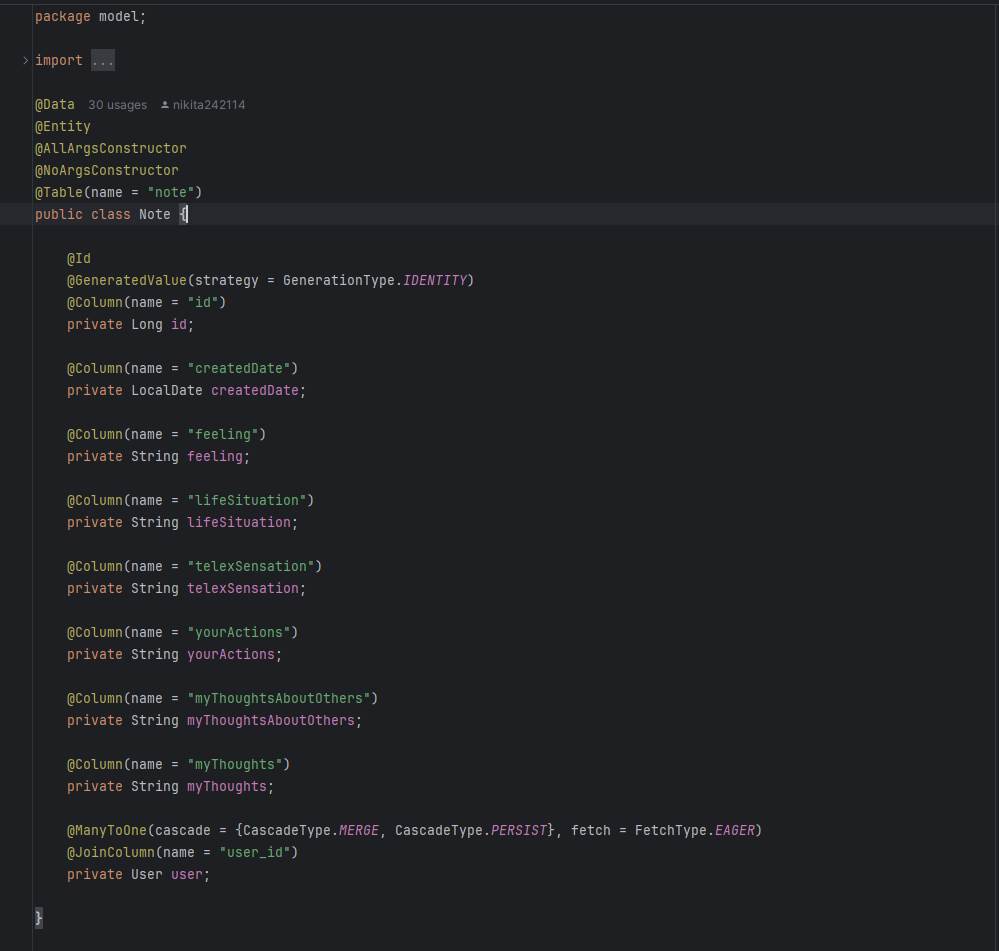 package model;
import ...
@Data 30 usages nikita242114
@Entity
@AllArgsConstructor
@NoArgsConstructor
@Table(name = "note")
public class Note {
@Id
@GeneratedValue(strategy = GenerationType.IDENTITY)
@Column(name = "id")
private Long id;
@Column(name = "createdDate")
private LocalDate createdDate;
@Column(name = "feeling")
private String feeling;
@Column(name = "lifeSituation")
private String lifeSituation;
@Column(name = "telexSensation")
private String telexSensation;
@Column(name = "yourActions")
private String yourActions;
@Column(name = "myThoughtsAboutOthers")
private String myThoughtsAboutOthers;
@Column(name = "myThoughts")
private String myThoughts;
@ManyToOne(cascade = {CascadeType.MERGE, CascadeType.PERSIST}, fetch = FetchType.EAGER)
@JoinColumn(name = "user_id")
private User user;
}